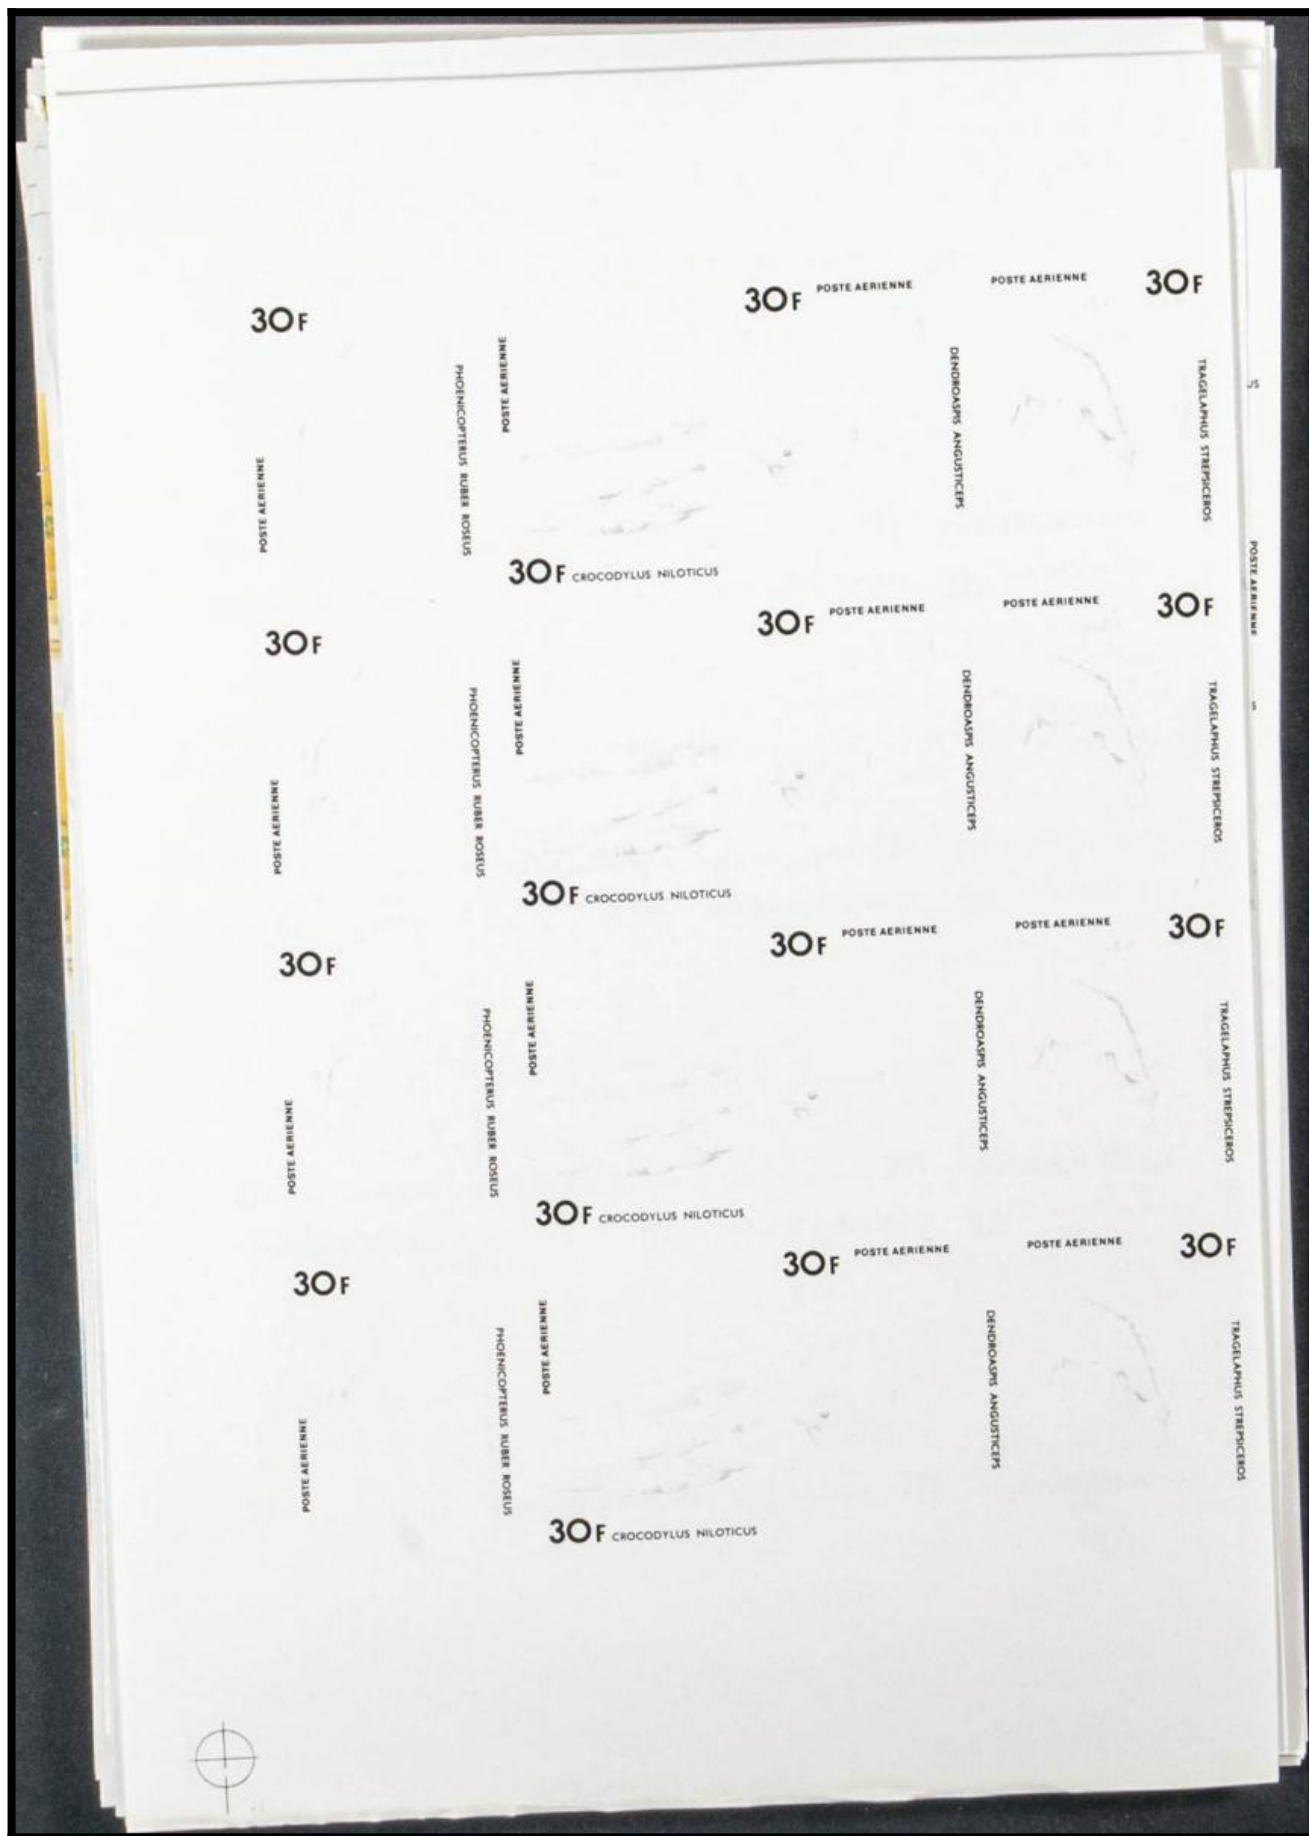 30F POSTE AERIENNE POSTE AERIENNE 30F
30F
POSTE AERIENNE
PHOENICOPTERUS RUBER ROSEUS
POSTE AERIENNE
DENDROASPIS ANGUSTICEPS
TRAGELAPHUS STREPSICEROS
US
30F CROCODYLUS NILOTICUS
30F POSTE AERIENNE POSTE AERIENNE 30F
POSTE AERIENNE
30F
POSTE AERIENNE
PHOENICOPTERUS RUBER ROSEUS
POSTE AERIENNE
DENDROASPIS ANGUSTICEPS
TRAGELAPHUS STREPSICEROS
S
30F CROCODYLUS NILOTICUS
30F POSTE AERIENNE POSTE AERIENNE 30F
30F
POSTE AERIENNE
PHOENICOPTERUS RUBER ROSEUS
POSTE AERIENNE
DENDROASPIS ANGUSTICEPS
TRAGELAPHUS STREPSICEROS
30F CROCODYLUS NILOTICUS
30F POSTE AERIENNE POSTE AERIENNE 30F
30F
POSTE AERIENNE
PHOENICOPTERUS RUBER ROSEUS
POSTE AERIENNE
DENDROASPIS ANGUSTICEPS
TRAGELAPHUS STREPSICEROS
30F CROCODYLUS NILOTICUS